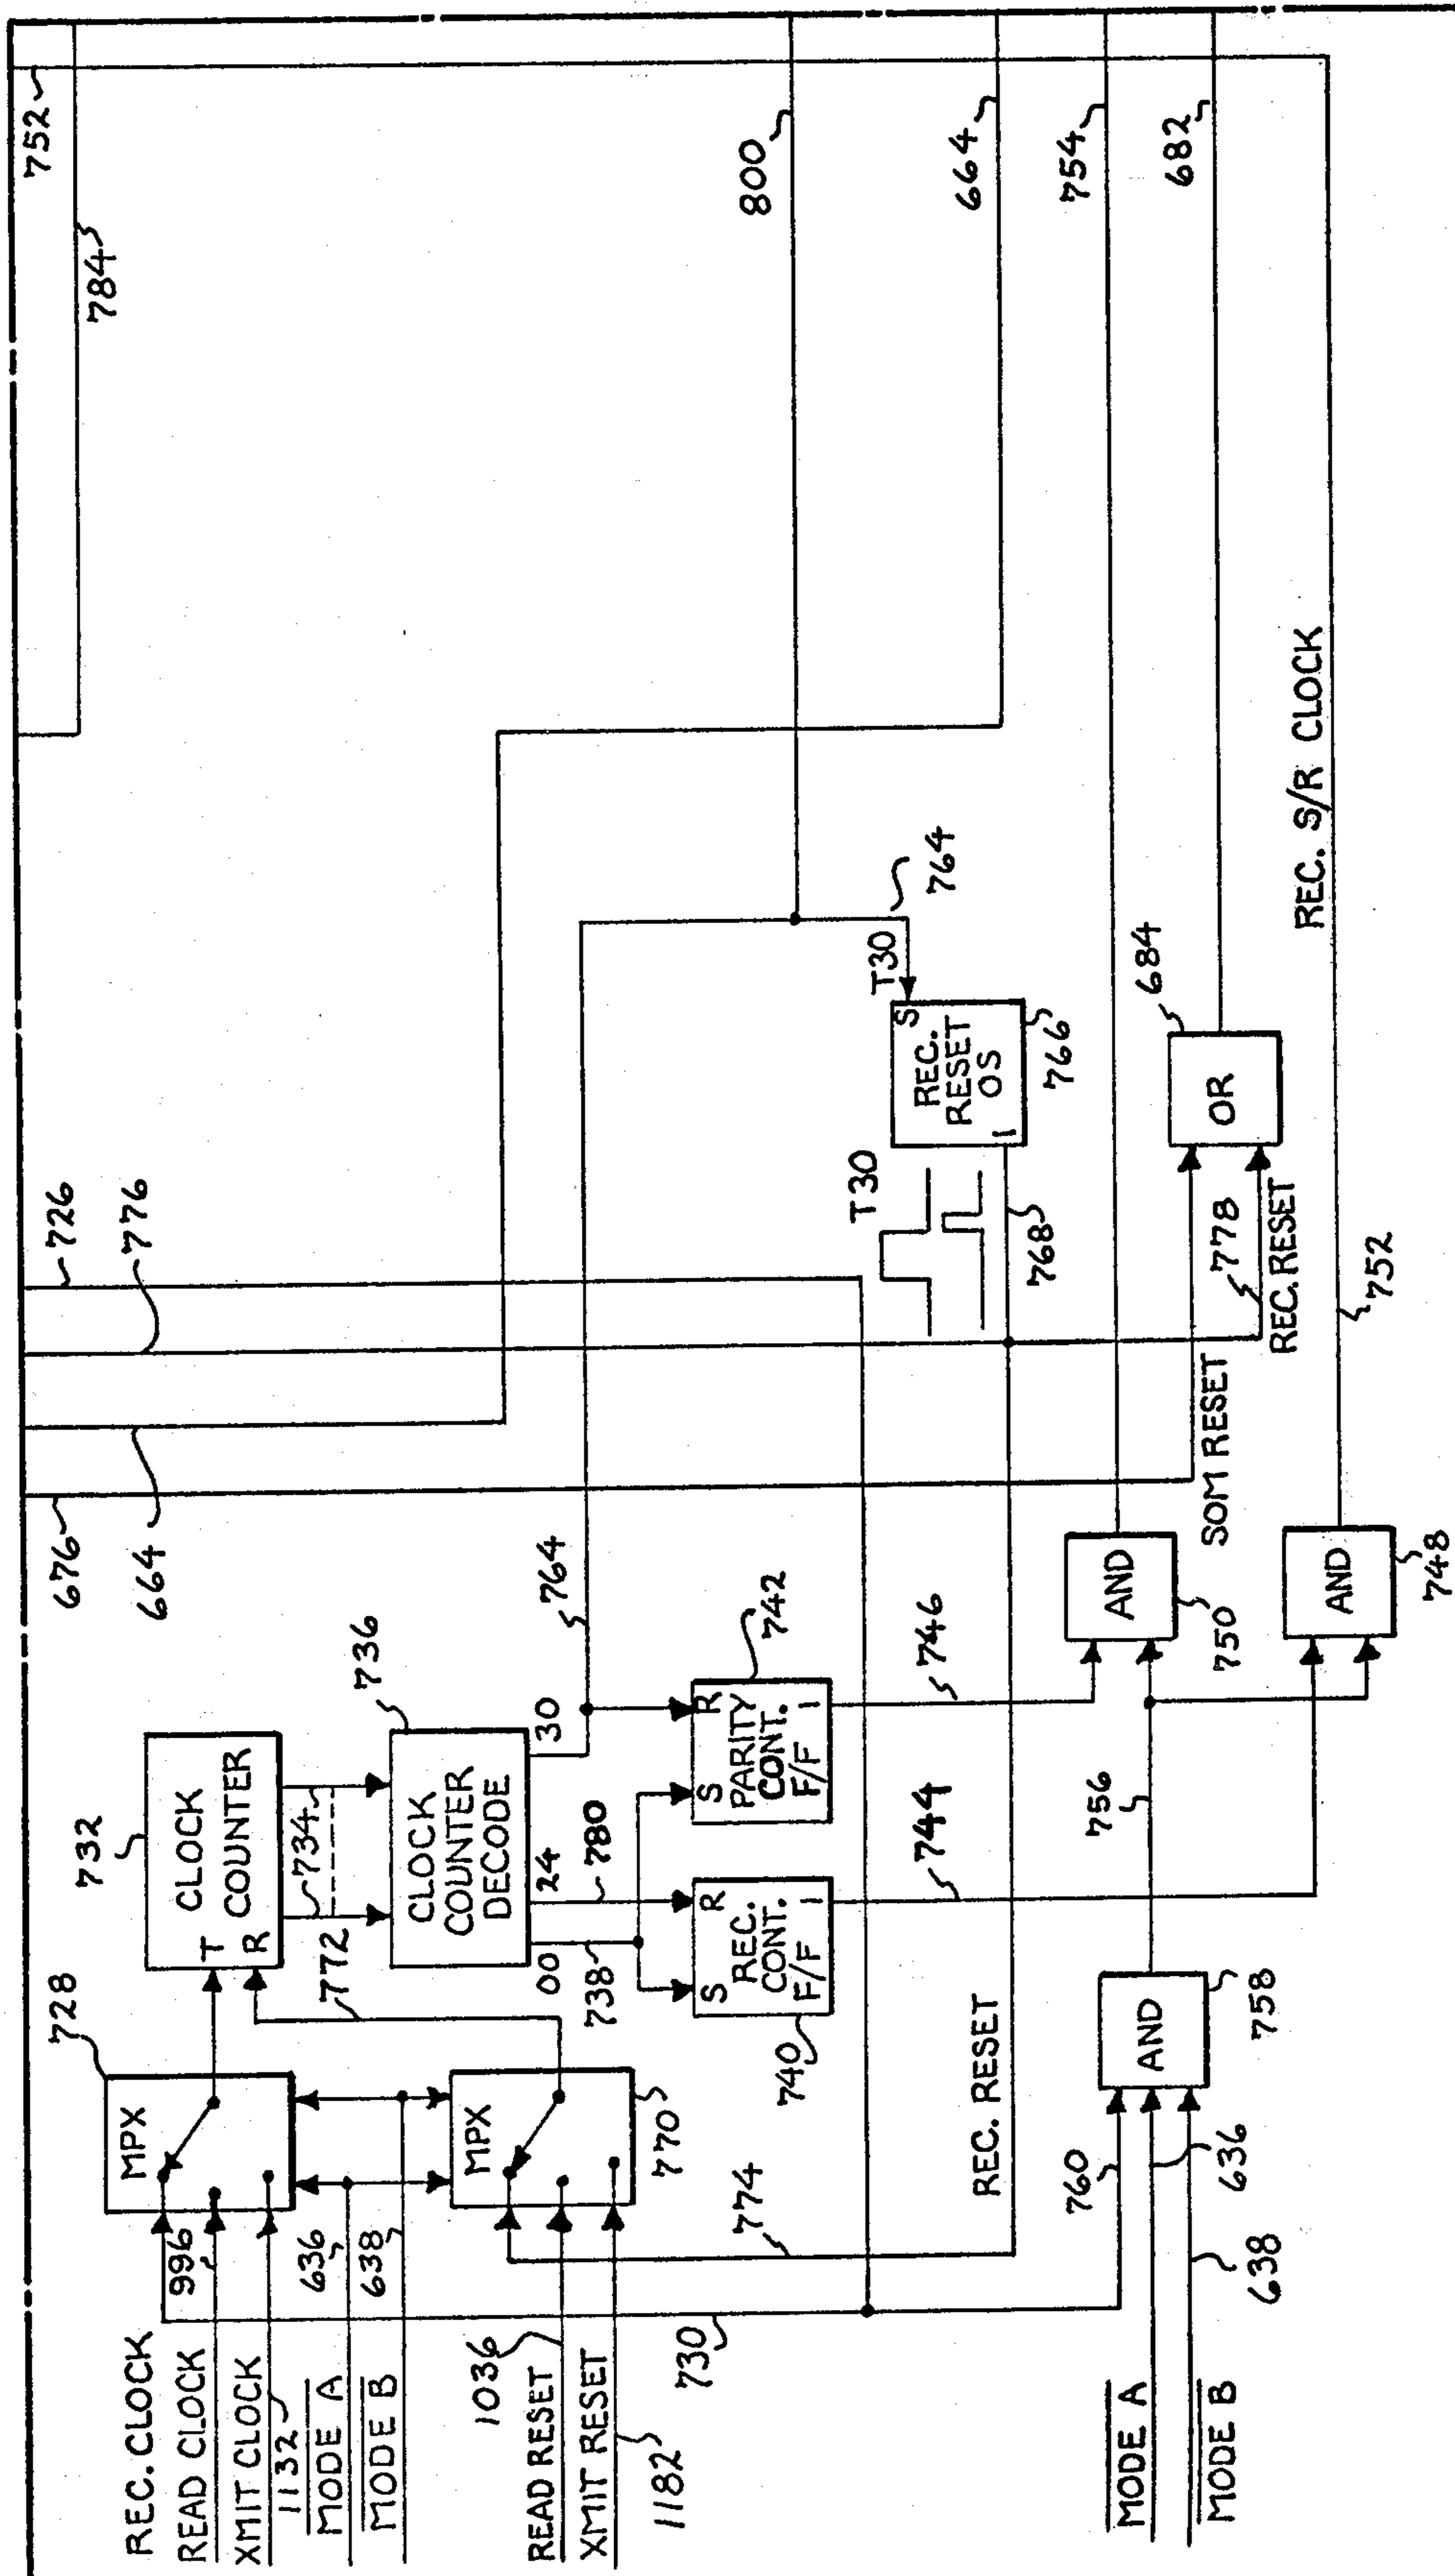 REC. CLOCK
READ CLOCK
996
XMIT CLOCK
1132
MODE A
636
MODE B
638
1036
READ RESET
XMIT RESET
1182
730
774
REC. RESET
MPX
728
MPX
770
T
R
CLOCK
COUNTER
732
734
772
CLOCK
COUNTER
DECODE
736
00
24
30
738
780
764
S
R
REC.
CONT.
F/F
1
740
S
R
PARITY
CONT.
F/F
1
742
744
746
MODE A
MODE B
760
636
638
AND
758
756
AND
750
AND
748
676
664
776
726
SOM RESET
778
REC. RESET
752
T30
768
REC.
RESET
OS
S
1
766
T30
764
OR
684
REC. S/R CLOCK
784
752
800
664
754
682